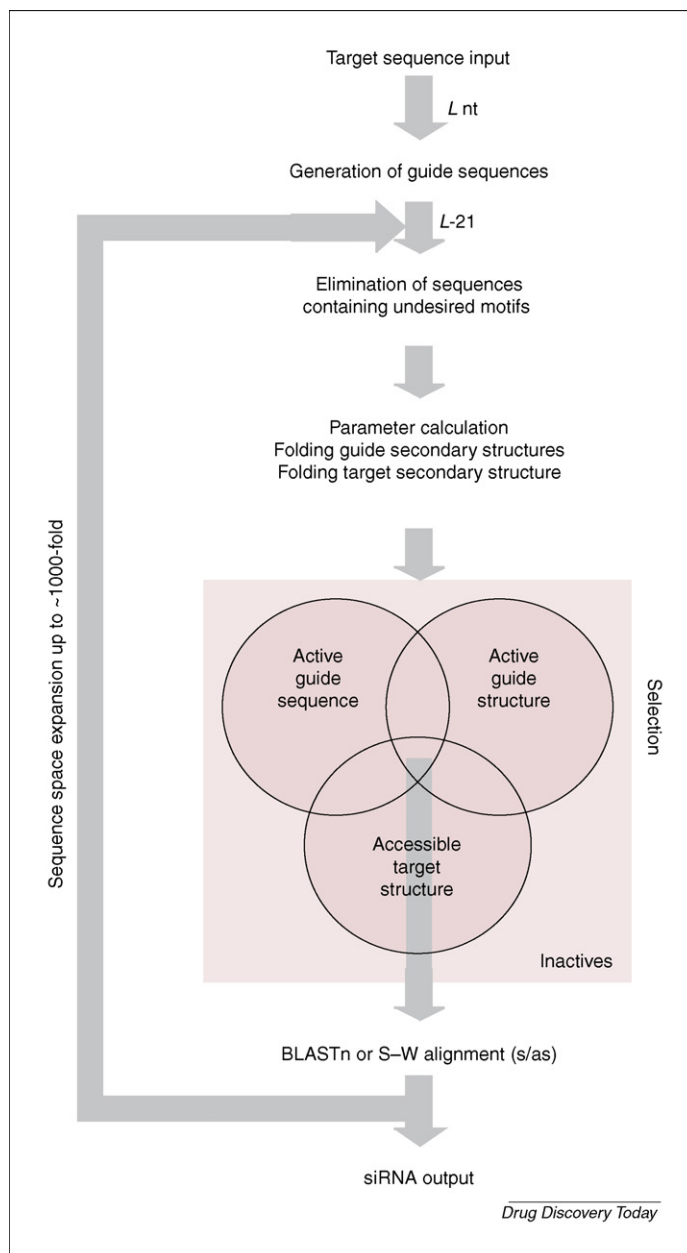 Target sequence input
L nt
Generation of guide sequences
L-21
Elimination of sequences
containing undesired motifs
Parameter calculation
Folding guide secondary structures
Folding target secondary structure
Sequence space expansion up to ~1000-fold
Active
guide
sequence
Active
guide
structure
Selection
Accessible
target
structure
Inactives
BLASTn or S–W alignment (s/as)
siRNA output
Drug Discovery Today